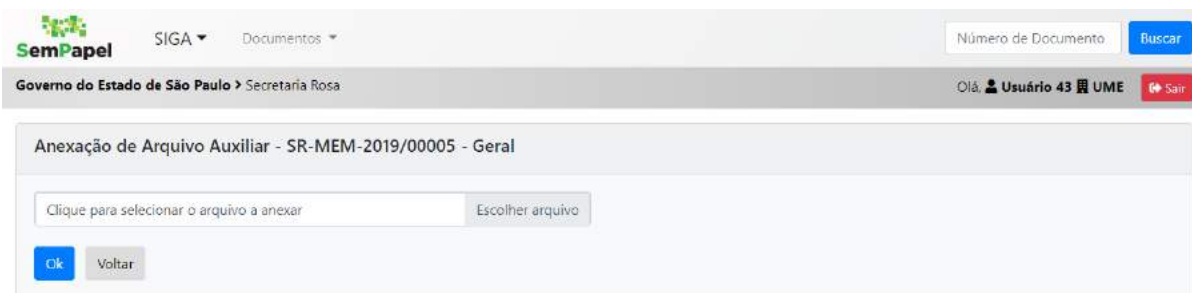 SemPapel
SIGA
Documentos
Número de Documento
Buscar
Governo do Estado de São Paulo > Secretaria Rosa
Olá, Usuário 43 UME
Sair
Anexação de Arquivo Auxiliar - SR-MEM-2019/00005 - Geral
Clique para selecionar o arquivo a anexar
Escolher arquivo
Ok
Voltar